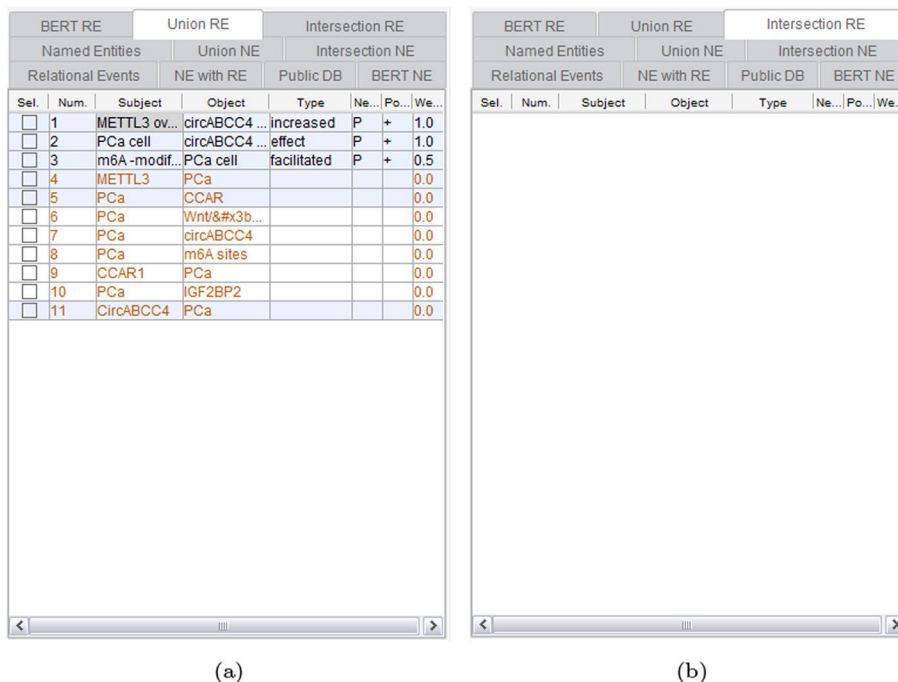 BERT RE Union RE Intersection RE
Named Entities Union NE Intersection NE
Relational Events NE with RE Public DB BERT NE
Sel. Num. Subject Object Type Ne... Po... We...
1 METTL3 ov... circABCC4 ... increased P + 1.0
2 PCa cell circABCC4 ... effect P + 1.0
3 m6A -modif... PCa cell facilitated P + 0.5
4 METTL3 PCa 0.0
5 PCa CCAR 0.0
6 PCa Wnt/&#x3b... 0.0
7 PCa circABCC4 0.0
8 PCa m6A sites 0.0
9 CCAR1 PCa 0.0
10 PCa IGF2BP2 0.0
11 CircABCC4 PCa 0.0
(a)
BERT RE Union RE Intersection RE
Named Entities Union NE Intersection NE
Relational Events NE with RE Public DB BERT NE
Sel. Num. Subject Object Type Ne... Po... We...
(b)